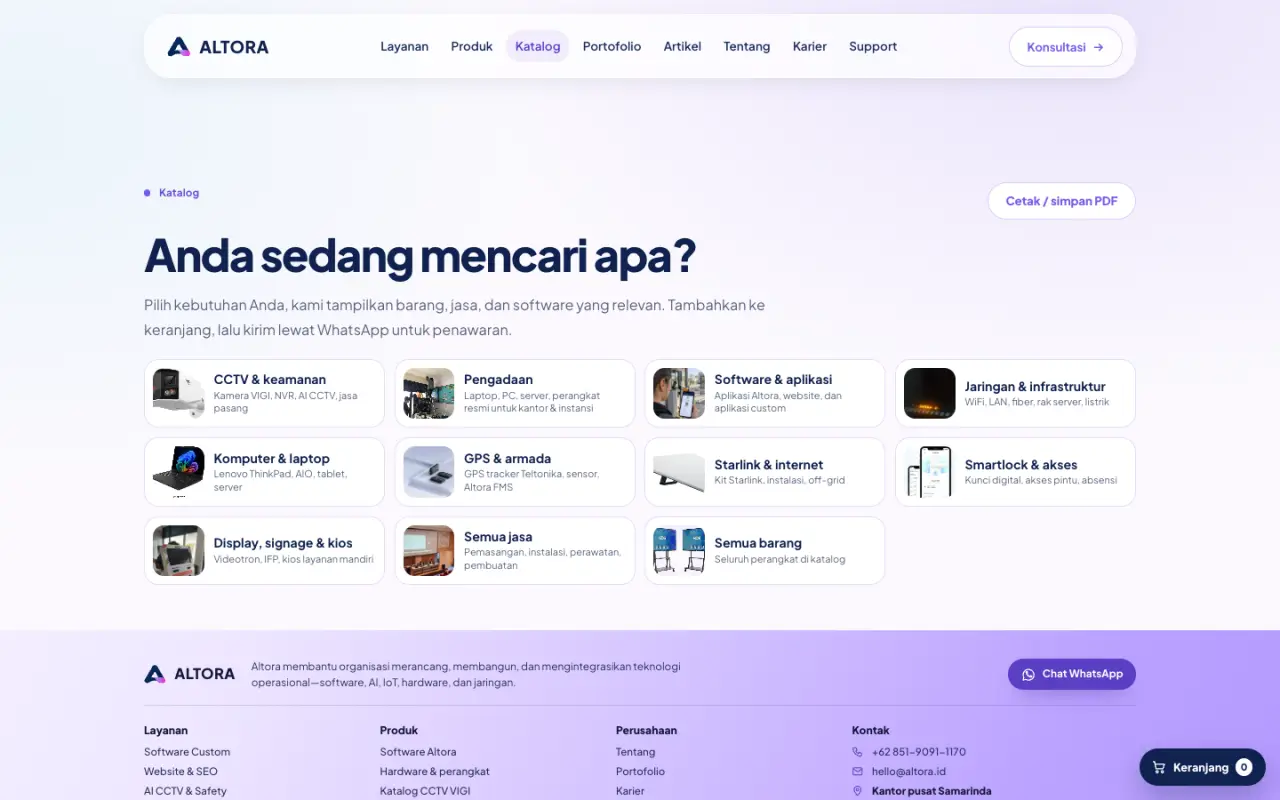 ALTORA
Layanan
Produk
Katalog
Portofolio
Artikel
Tentang
Karier
Support
Konsultasi →
Katalog
Cetak / simpan PDF
Anda sedang mencari apa?
Pilih kebutuhan Anda, kami tampilkan barang, jasa, dan software yang relevan. Tambahkan ke
keranjang, lalu kirim lewat WhatsApp untuk penawaran.
CCTV & keamanan
Kamera VIGI, NVR, AI CCTV, jasa
pasang
Pengadaan
Laptop, PC, server, perangkat
resmi untuk kantor & instansi
Software & aplikasi
Aplikasi Altora, website, dan
aplikasi custom
Jaringan & infrastruktur
WiFi, LAN, fiber, rak server, listrik
Komputer & laptop
Lenovo ThinkPad, AIO, tablet,
server
GPS & armada
GPS tracker Teltonika, sensor,
Altora FMS
Starlink & internet
Kit Starlink, instalasi, off-grid
Smartlock & akses
Kunci digital, akses pintu, absensi
Display, signage & kios
Videotron, IFP, kios layanan mandiri
Semua jasa
Pemasangan, instalasi, perawatan,
pembuatan
Semua barang
Seluruh perangkat di katalog
ALTORA
Altora membantu organisasi merancang, membangun, dan mengintegrasikan teknologi
operasional—software, AI, IoT, hardware, dan jaringan.
Chat WhatsApp
Layanan
Software Custom
Website & SEO
AI CCTV & Safety
Produk
Software Altora
Hardware & perangkat
Katalog CCTV VIGI
Perusahaan
Tentang
Portofolio
Karier
Kontak
+62 851-9091-1170
hello@altora.id
Kantor pusat Samarinda
Keranjang 0